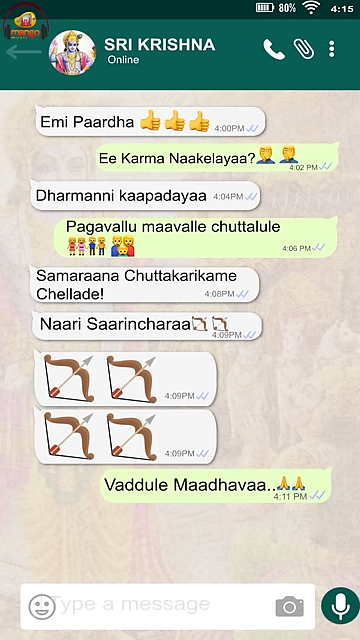 80% 4:15
mango
music
SRI KRISHNA
Online
Emi Paardha 👍👍👍 4:00PM
Ee Karma Naakelayaa?🤦‍♂️🤦‍♂️ 4:02 PM
Dharmanni kaapadayaa 4:04PM
Pagavallu maavalle chuttalule
4:06 PM
Samaraana Chuttakarikame
Chellade! 4:08PM
Naari Saarincharaa🏹🏹 4:09PM
🏹 🏹 4:09PM
🏹 🏹 4:09PM
Vaddule Maadhavaa..🙏🙏 4:11 PM
Type a message